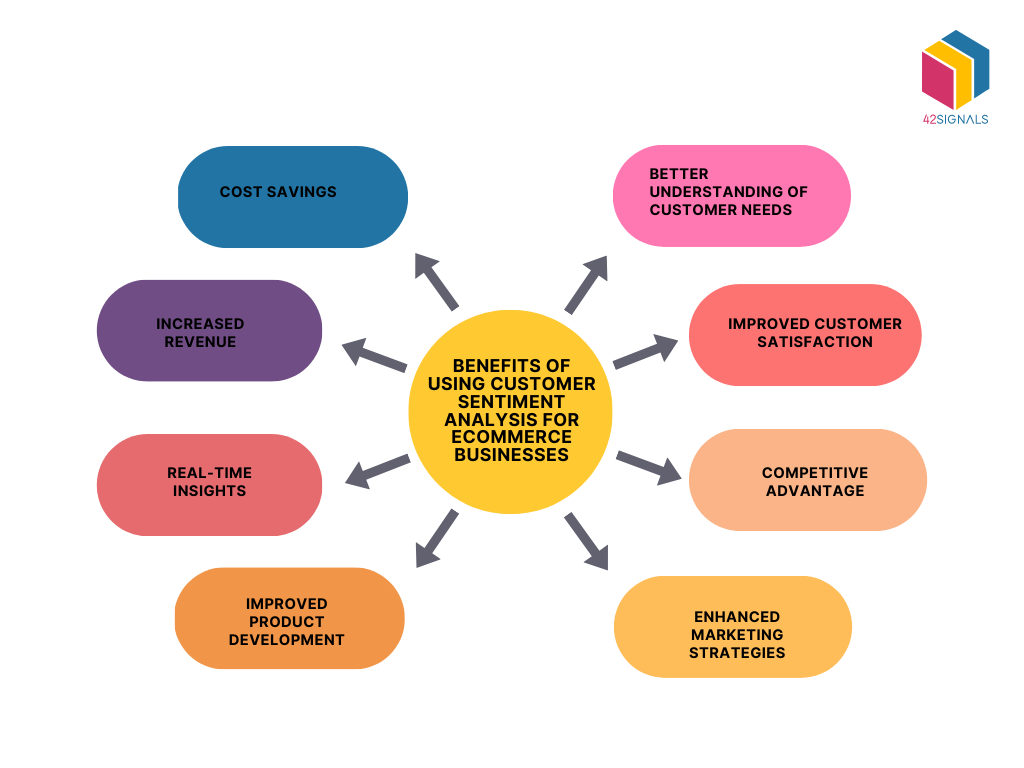 42SIGNALS
COST SAVINGS
BETTER
UNDERSTANDING OF
CUSTOMER NEEDS
INCREASED
REVENUE
IMPROVED CUSTOMER
SATISFACTION
BENEFITS OF
USING CUSTOMER
SENTIMENT
ANALYSIS FOR
ECOMMERCE
BUSINESSES
REAL-TIME
INSIGHTS
COMPETITIVE
ADVANTAGE
IMPROVED
PRODUCT
DEVELOPMENT
ENHANCED
MARKETING
STRATEGIES